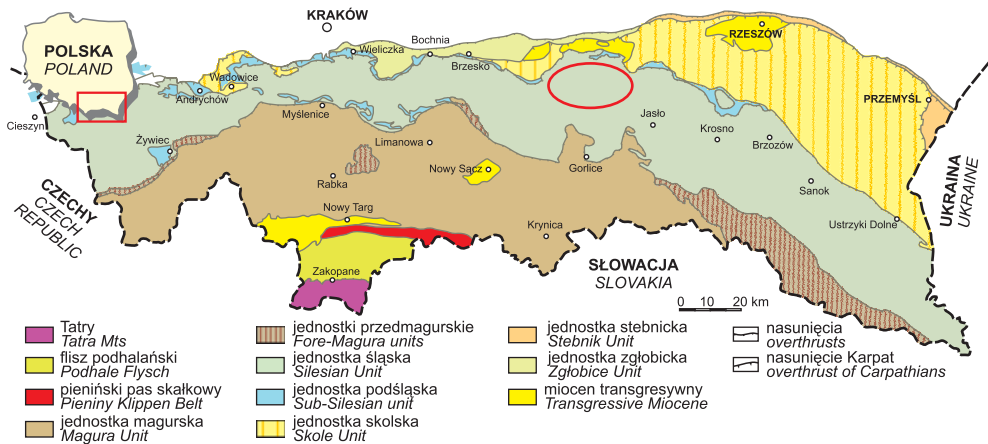 KRAKÓW
POLSKA
POLAND
Wieliczka
Bochnia
Brzesko
RZESZÓW
Wadowice
Andrychów
PRZEMYŚL
Cieszyn
Myślenice
Jasło
Krosno
Brzozów
Żywiec
Limanowa
Nowy Sącz
Gorlice
Rabka
Sanok
Nowy Targ
Krynica
Ustrzyki Dolne
Zakopane
CZECHY
CZECH
REPUBLIC
UKRAINA
UKRAINE
SŁOWACJA
SLOVAKIA
0 10 20 km
Tatry
Tatra Mts
flisz podhalański
Podhale Flysch
pieniński pas skałkowy
Pieniny Klippen Belt
jednostka magurska
Magura Unit
jednostki przedmagurskie
Fore-Magura units
jednostka śląska
Silesian Unit
jednostka podśląska
Sub-Silesian unit
jednostka skolska
Skole Unit
jednostka stebnicka
Stebnik Unit
jednostka zgłobicka
Zgłobice Unit
miocen transgresywny
Transgressive Miocene
nasunięcia
overthrusts
nasunięcie Karpat
overthrust of Carpathians